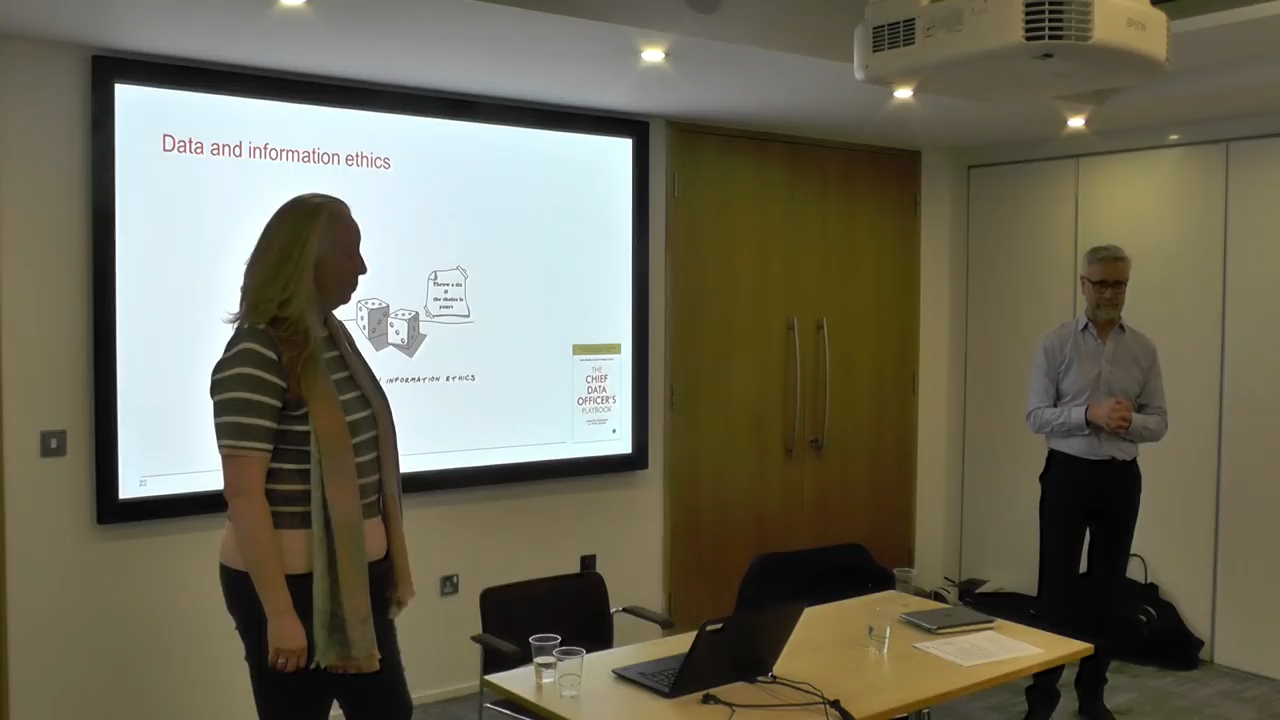 Data and information ethics
Throw a six
&
the choice is
yours
INFORMATION ETHICS
THE
CHIEF
DATA
OFFICER'S
PLAYBOOK
22
EPSON